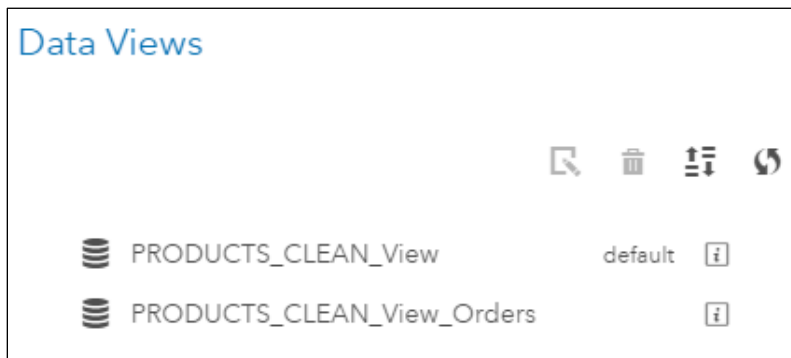 Data Views
PRODUCTS_CLEAN_View default i
PRODUCTS_CLEAN_View_Orders i